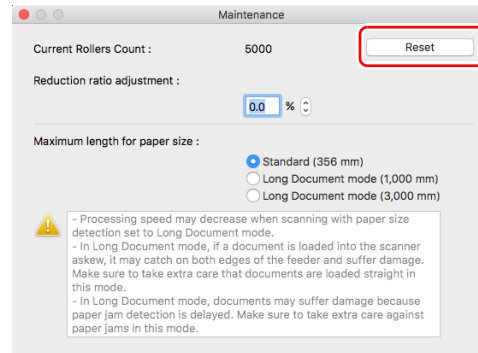 Maintenance
Current Rollers Count : 5000 Reset
Reduction ratio adjustment :
0.0 %
Maximum length for paper size :
Standard (356 mm)
Long Document mode (1,000 mm)
Long Document mode (3,000 mm)
- Processing speed may decrease when scanning with paper size
detection set to Long Document mode.
- In Long Document mode, if a document is loaded into the scanner
askew, it may catch on both edges of the feeder and suffer damage.
Make sure to take extra care that documents are loaded straight in
this mode.
- In Long Document mode, documents may suffer damage because
paper jam detection is delayed. Make sure to take extra care against
paper jams in this mode.